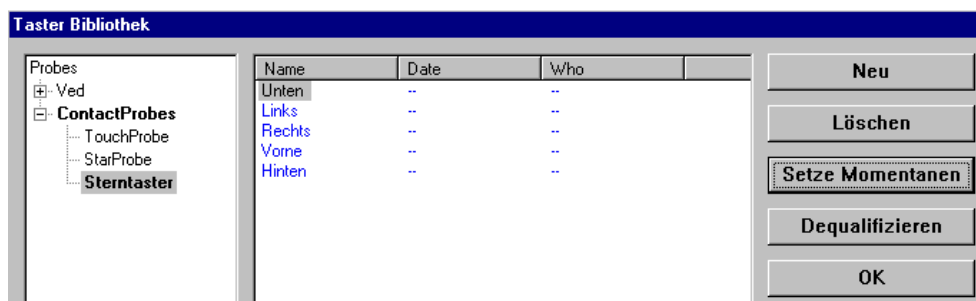 Taster Bibliothek
Probes
Ved
ContactProbes
TouchProbe
StarProbe
Sterntaster
Name Date Who
Unten -- --
Links -- --
Rechts -- --
Vorne -- --
Hinten -- --
Neu
Löschen
Setze Momentanen
Dequalifizieren
OK